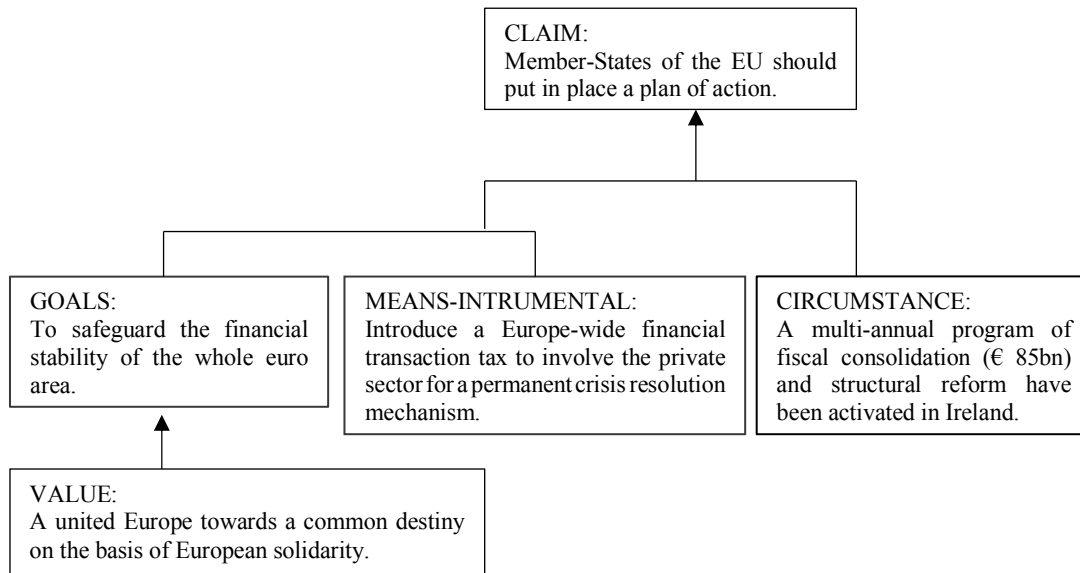 CLAIM:
Member-States of the EU should
put in place a plan of action.
GOALS:
To safeguard the financial
stability of the whole euro
area.
MEANS-INTRUMENTAL:
Introduce a Europe-wide financial
transaction tax to involve the private
sector for a permanent crisis resolution
mechanism.
CIRCUMSTANCE:
A multi-annual program of
fiscal consolidation (€ 85bn)
and structural reform have
been activated in Ireland.
VALUE:
A united Europe towards a common destiny
on the basis of European solidarity.